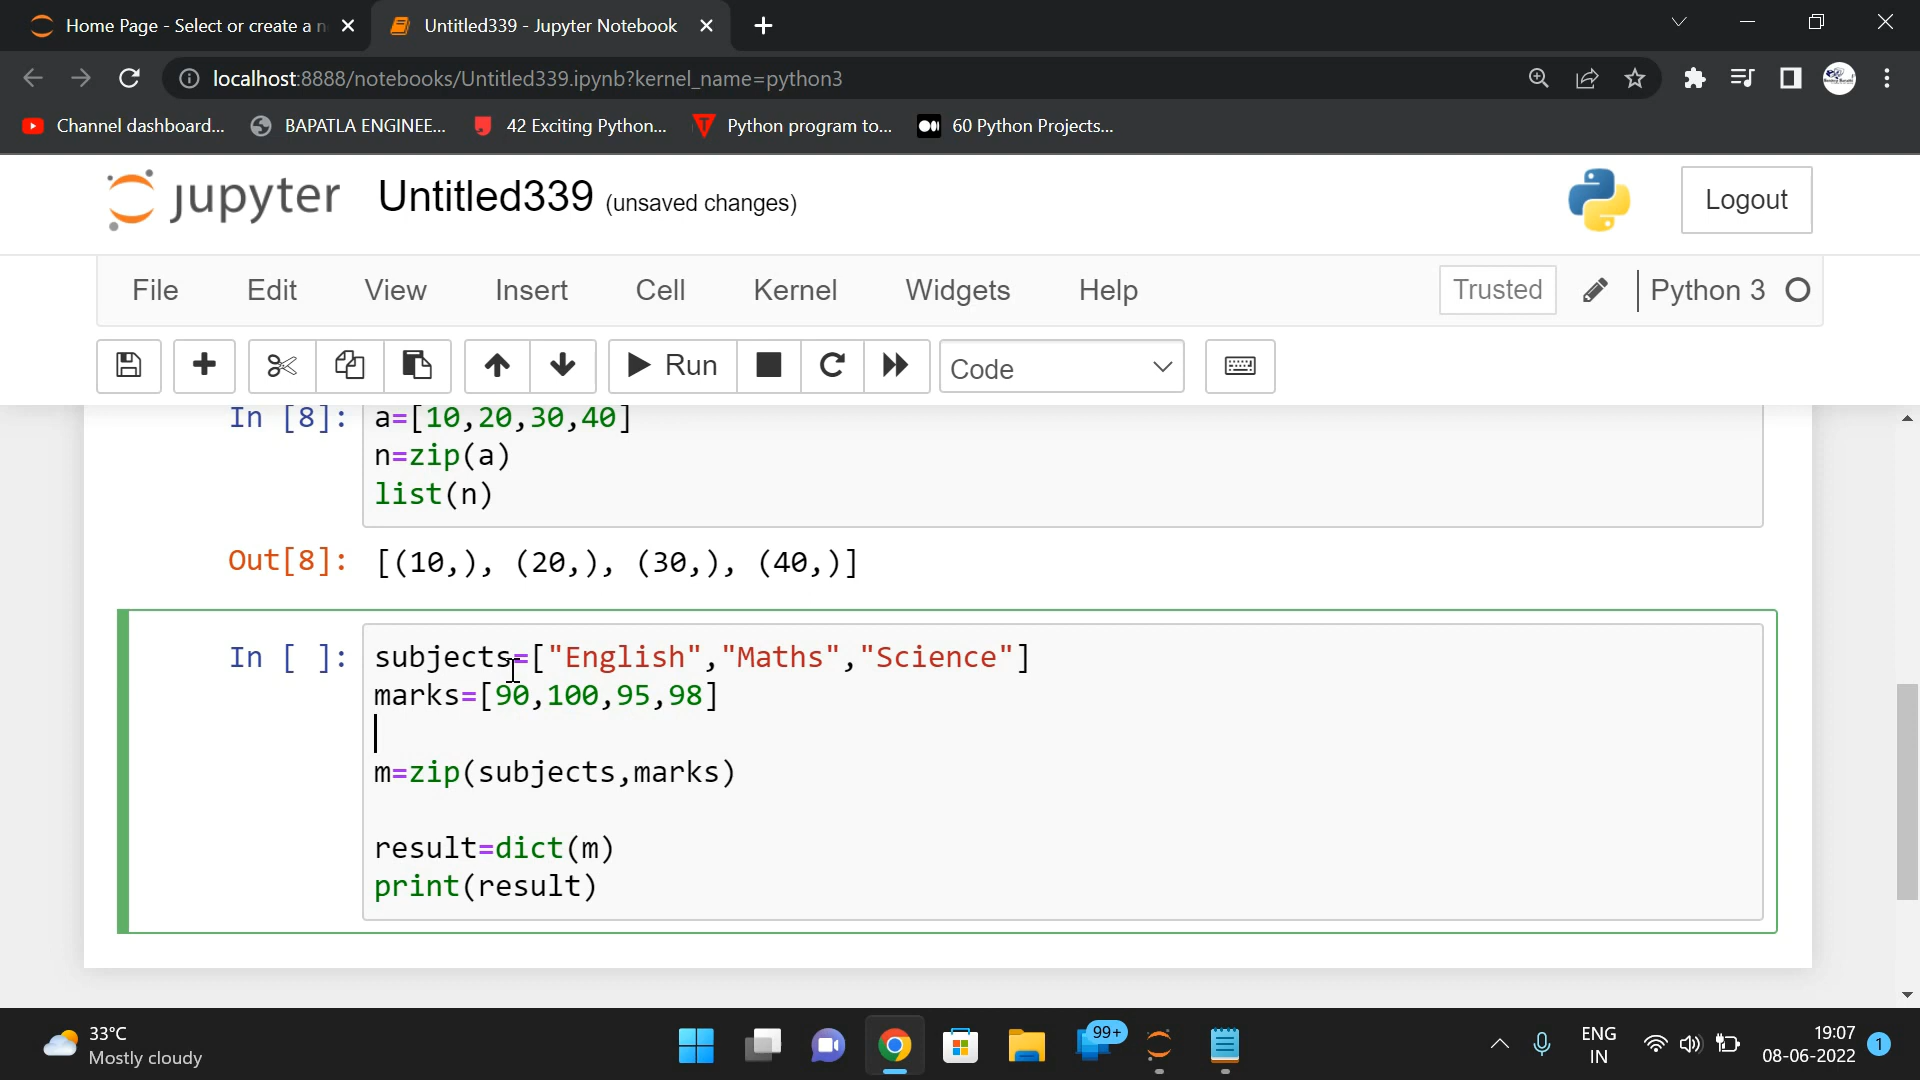 Home Page - Select or create a n
Untitled339 - Jupyter Notebook
localhost:8888/notebooks/Untitled339.ipynb?kernel_name=python3
Channel dashboard...
BAPATLA ENGINEE...
42 Exciting Python...
Python program to...
60 Python Projects...
jupyter
Untitled339 (unsaved changes)
Logout
File Edit View Insert Cell Kernel Widgets Help
Trusted
Python 3
Run
Code
In [8]: a=[10,20,30,40]
n=zip(a)
list(n)
Out[8]: [(10,), (20,), (30,), (40,)]
In [ ]: subjects=["English","Maths","Science"]
marks=[90,100,95,98]
m=zip(subjects,marks)
result=dict(m)
print(result)
33°C
Mostly cloudy
99+
ENG
IN
19:07
08-06-2022
1